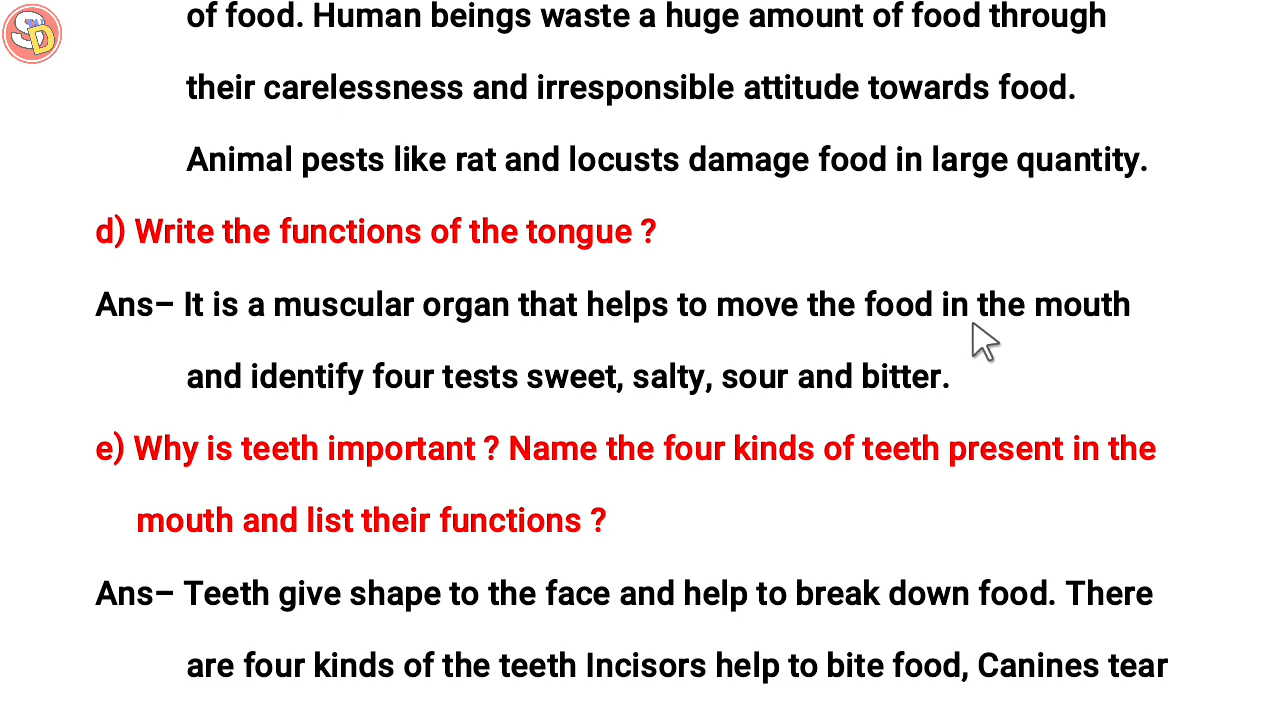 of food. Human beings waste a huge amount of food through
their carelessness and irresponsible attitude towards food.
Animal pests like rat and locusts damage food in large quantity.
d) Write the functions of the tongue ?
Ans– It is a muscular organ that helps to move the food in the mouth
and identify four tests sweet, salty, sour and bitter.
e) Why is teeth important ? Name the four kinds of teeth present in the
mouth and list their functions ?
Ans– Teeth give shape to the face and help to break down food. There
are four kinds of the teeth Incisors help to bite food, Canines tear